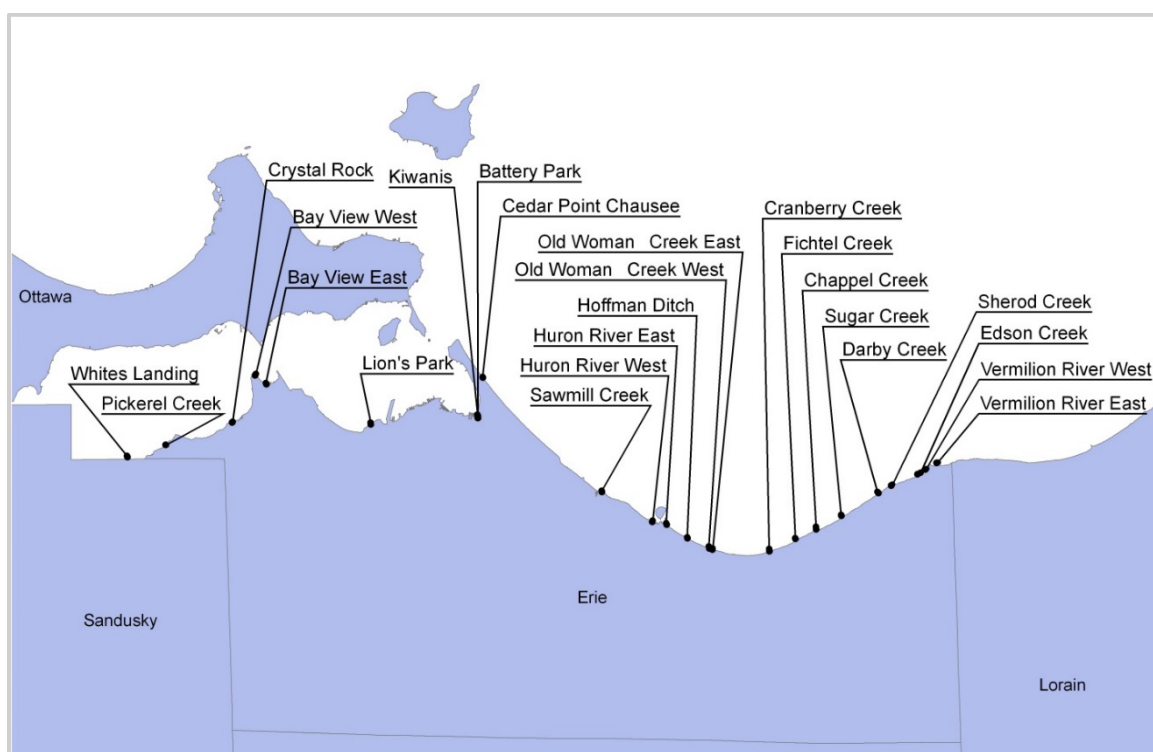 Crystal Rock
Kiwanis
Battery Park
Bay View West
Cedar Point Chausee
Cranberry Creek
Old Woman Creek East
Fichtel Creek
Bay View East
Old Woman Creek West
Chappel Creek
Ottawa
Hoffman Ditch
Sherod Creek
Sugar Creek
Huron River East
Edson Creek
Darby Creek
Lion's Park
Huron River West
Vermilion River West
Whites Landing
Sawmill Creek
Pickerel Creek
Vermilion River East
Erie
Sandusky
Lorain